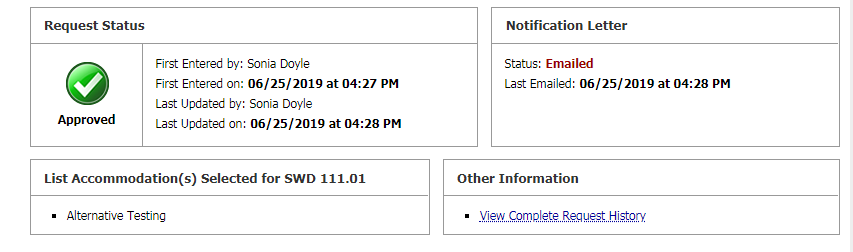 Request Status
Approved
First Entered by: Sonia Doyle
First Entered on: 06/25/2019 at 04:27 PM
Last Updated by: Sonia Doyle
Last Updated on: 06/25/2019 at 04:28 PM
Notification Letter
Status: Emailed
Last Emailed: 06/25/2019 at 04:28 PM
List Accommodation(s) Selected for SWD 111.01
Alternative Testing
Other Information
View Complete Request History